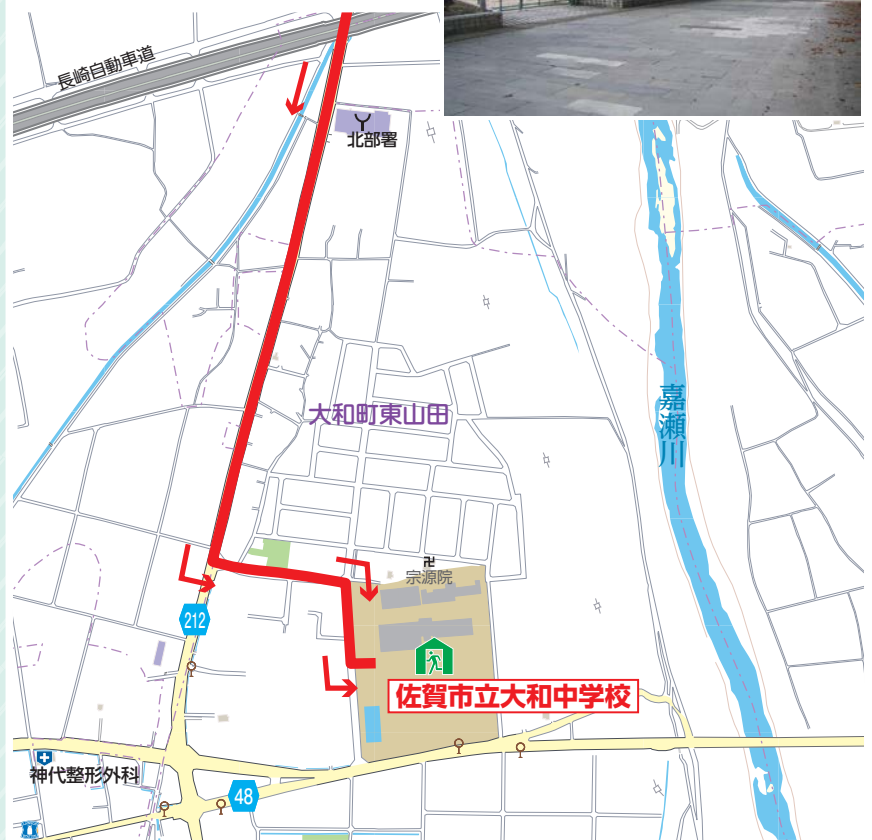 長崎自動車道
北部署
大和町東山田
嘉瀬川
卍
宗源院
212
佐賀市立大和中学校
神代整形外科
48